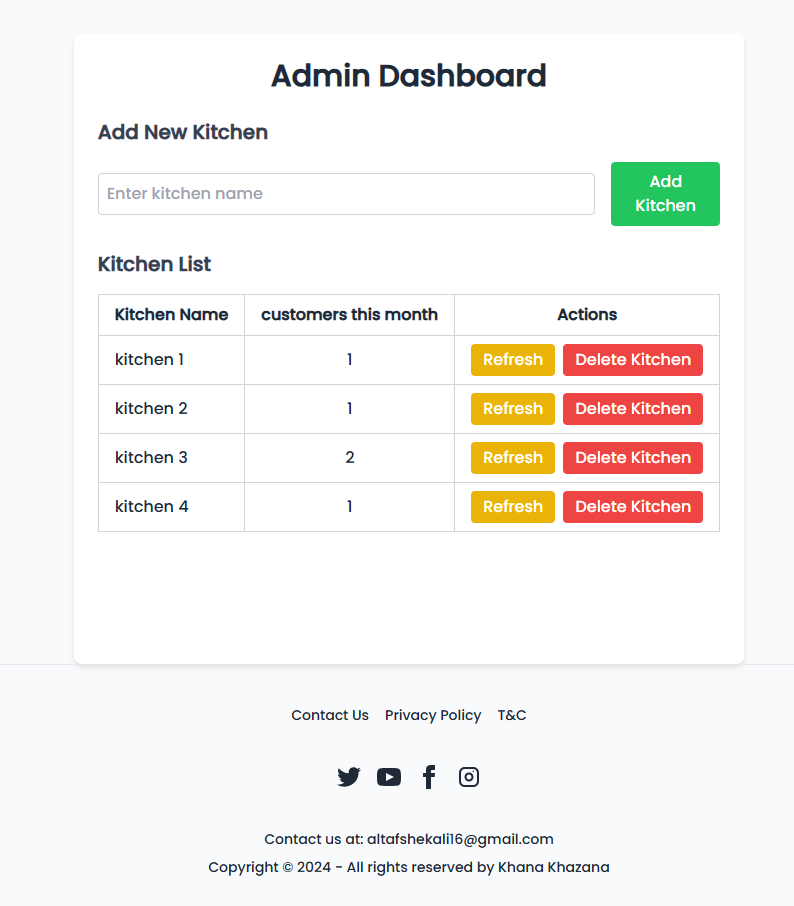 Admin Dashboard
Add New Kitchen
Enter kitchen name
Add
Kitchen
Kitchen List
Kitchen Name customers this month Actions
kitchen 1 1 Refresh Delete Kitchen
kitchen 2 1 Refresh Delete Kitchen
kitchen 3 2 Refresh Delete Kitchen
kitchen 4 1 Refresh Delete Kitchen
Contact Us Privacy Policy T&C
Contact us at: altafshekali16@gmail.com
Copyright © 2024 - All rights reserved by Khana Khazana